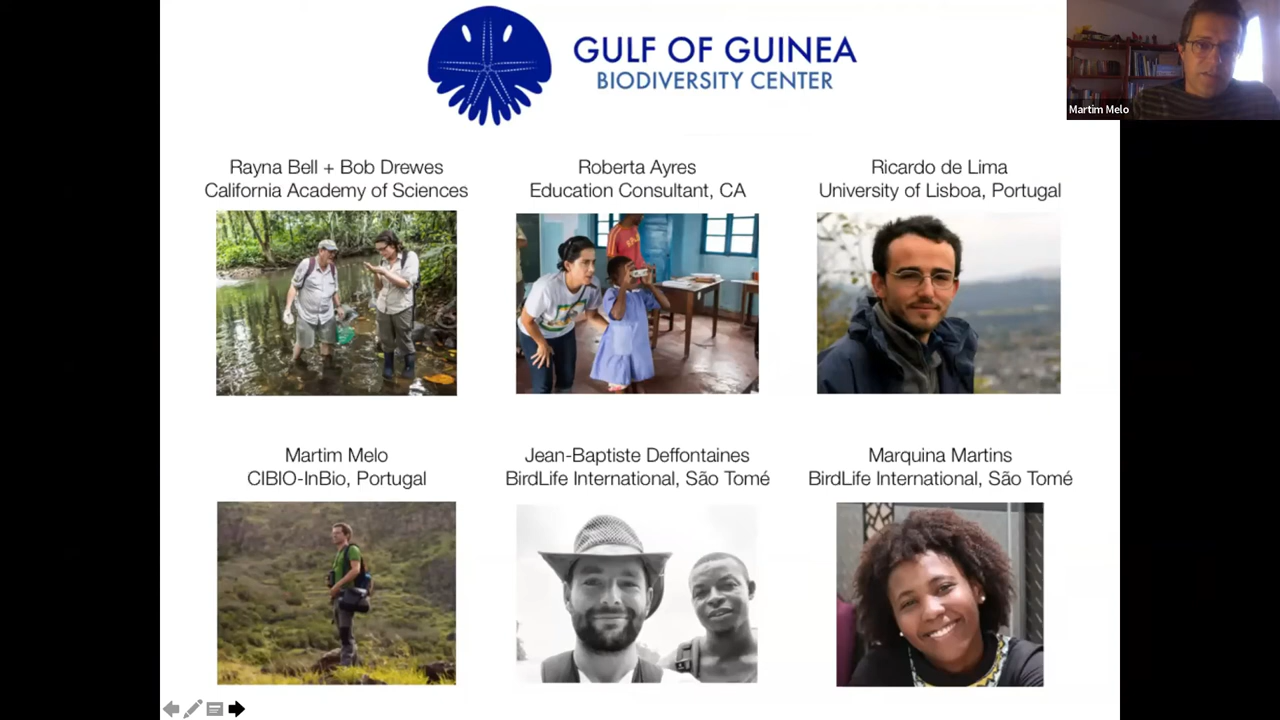 GULF OF GUINEA
BIODIVERSITY CENTER
Martim Melo
Rayna Bell + Bob Drewes
California Academy of Sciences
Roberta Ayres
Education Consultant, CA
Ricardo de Lima
University of Lisboa, Portugal
Martim Melo
CIBIO-InBio, Portugal
Jean-Baptiste Deffontaines
BirdLife International, São Tomé
Marquina Martins
BirdLife International, São Tomé